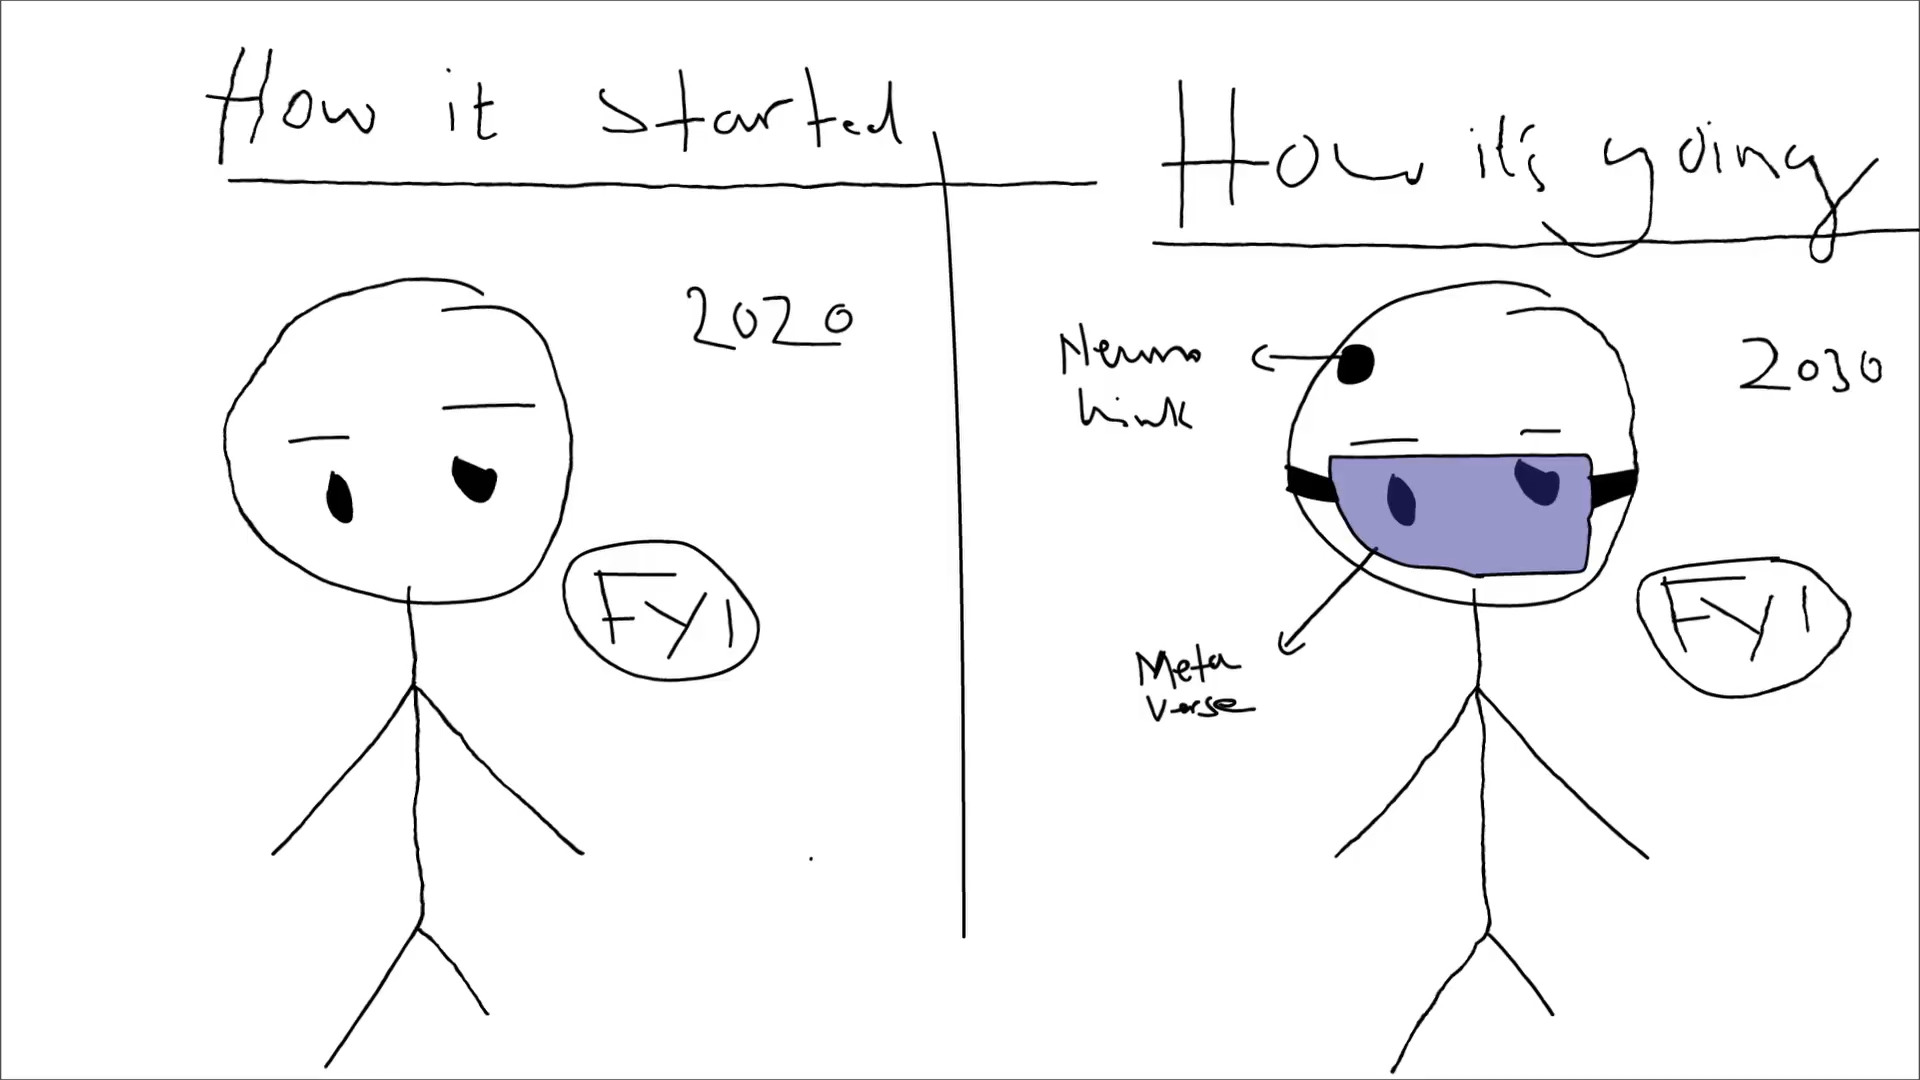 How it started
2020
FYI
How it's going
2030
Neuro
link
Meta
Verse
FYI